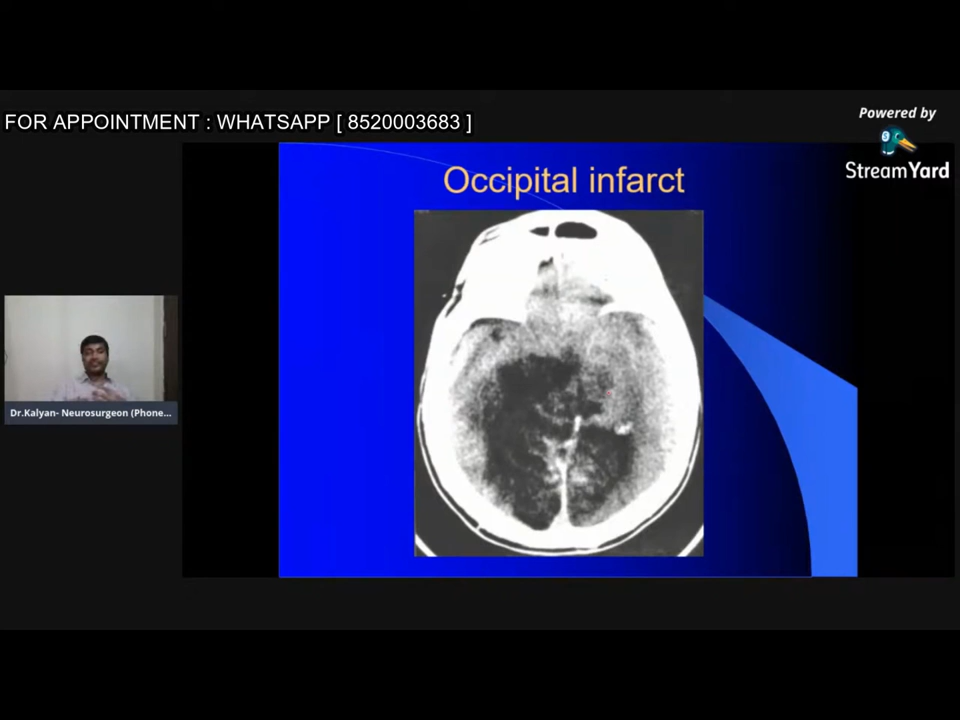 Powered by
FOR APPOINTMENT : WHATSAPP [ 8520003683 ]
StreamYard
Occipital infarct
Dr.Kalyan- Neurosurgeon (Phone...